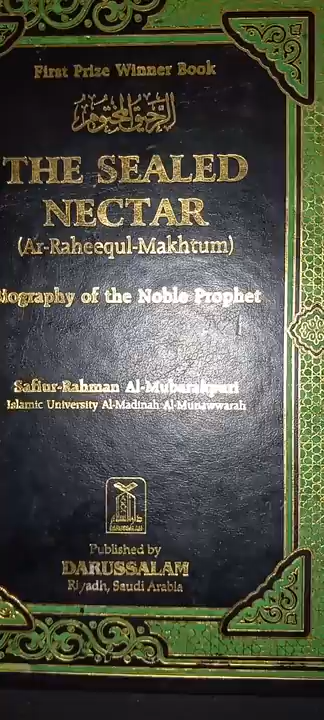 First Prize Winner Book
الرحيق المختوم
THE SEALED
NECTAR
(Ar-Raheequl-Makhtum)
Biography of the Noble Prophet
Safiur-Rahman Al-Mubarakpuri
Islamic University Al-Madinah Al-Munawwarah
DARUSSALAM
Published by
DARUSSALAM
Riyadh, Saudi Arabia